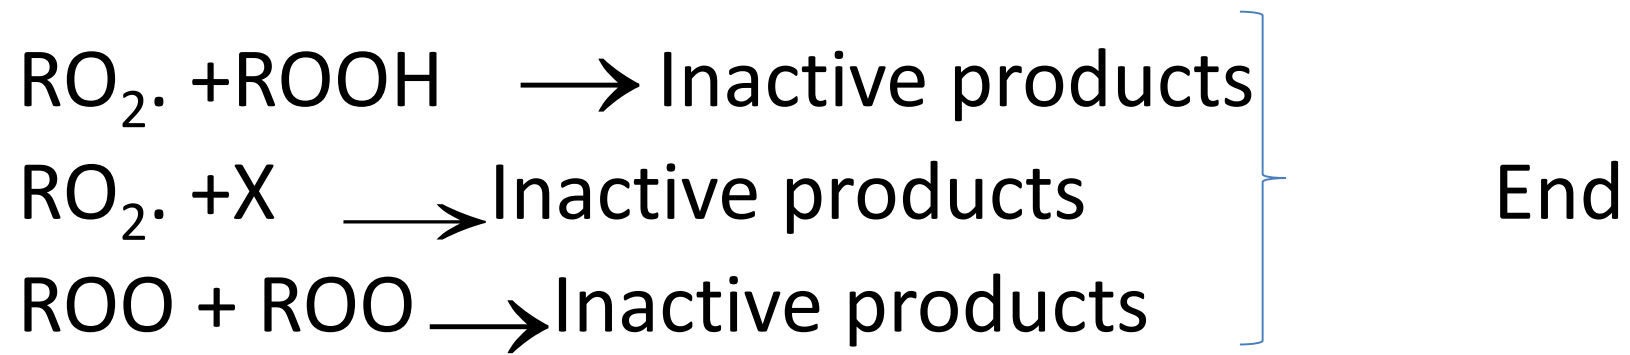 RO₂. +ROOH → Inactive products
RO₂. +X → Inactive products
End
ROO + ROO → Inactive products